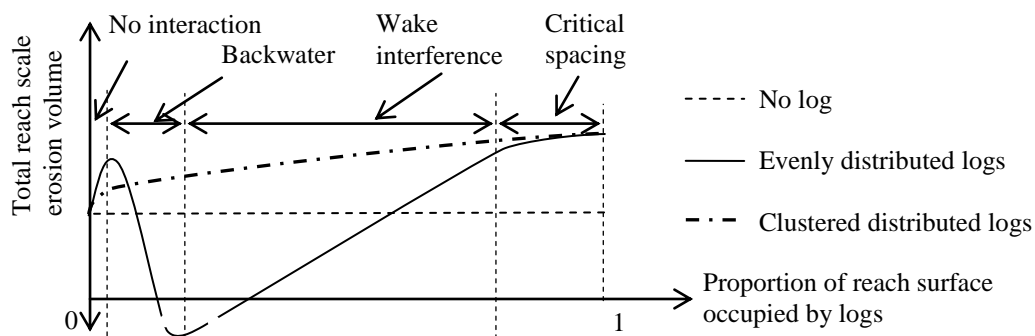 No interaction
Backwater
Wake
interference
Critical
spacing
Total reach scale
erosion volume
No log
Evenly distributed logs
Clustered distributed logs
0
1
Proportion of reach surface
occupied by logs